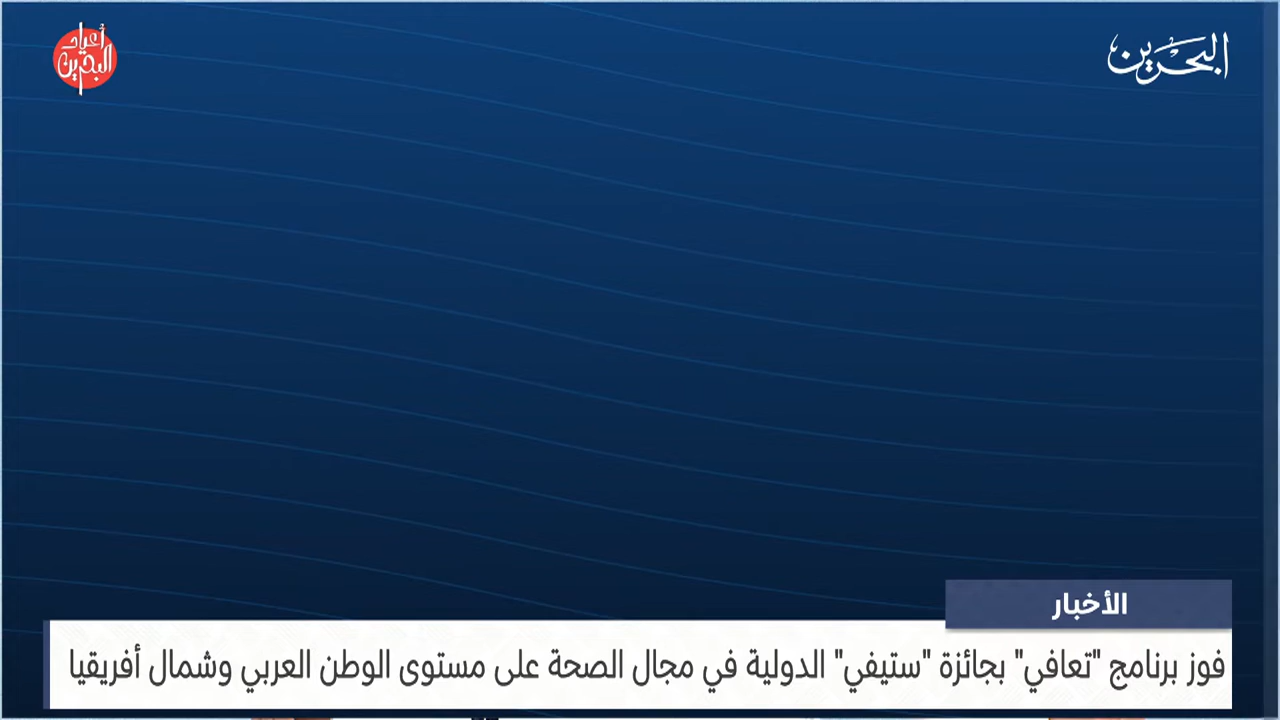 أعياد
البحرين
البحرين
الأخبار
فوز برنامج "تعافي" بجائزة "ستيفي" الدولية في مجال الصحة على مستوى الوطن العربي وشمال أفريقيا